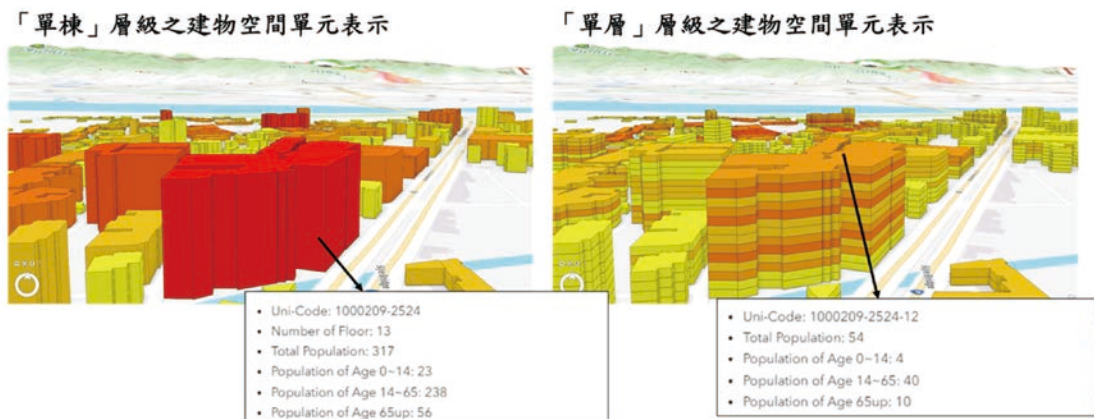 「單棟」層級之建物空間單元表示
「單層」層級之建物空間單元表示
• Uni-Code: 1000209-2524
• Number of Floor: 13
• Total Population: 317
• Population of Age 0~14: 23
• Population of Age 14~65: 238
• Population of Age 65up: 56
• Uni-Code: 1000209-2524-12
• Total Population: 54
• Population of Age 0~14: 4
• Population of Age 14~65: 40
• Population of Age 65up: 10